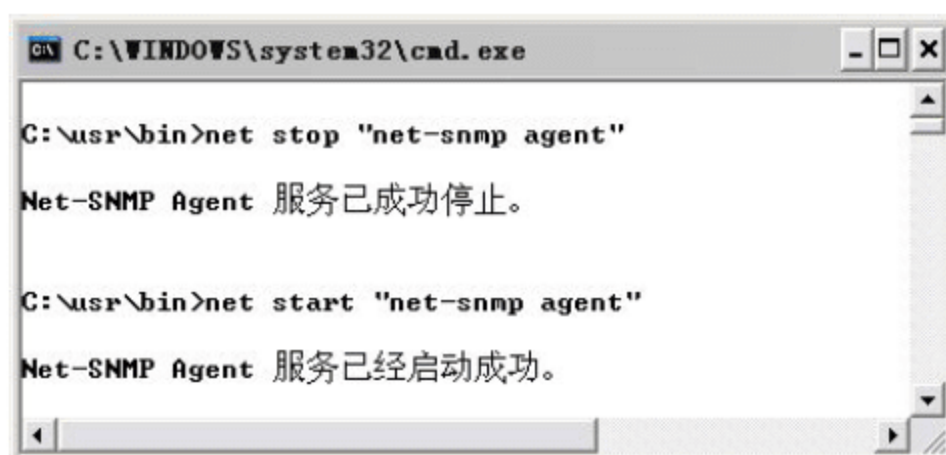 C:\WINDOWS\system32\cmd.exe
C:\usr\bin>net stop "net-snmp agent"
Net-SNMP Agent 服务已成功停止。
C:\usr\bin>net start "net-snmp agent"
Net-SNMP Agent 服务已经启动成功。